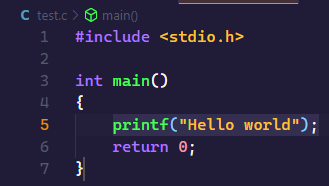 C test.c > main()
1 #include <stdio.h>
2
3 int main()
4 {
5 printf("Hello world");
6 return 0;
7 }